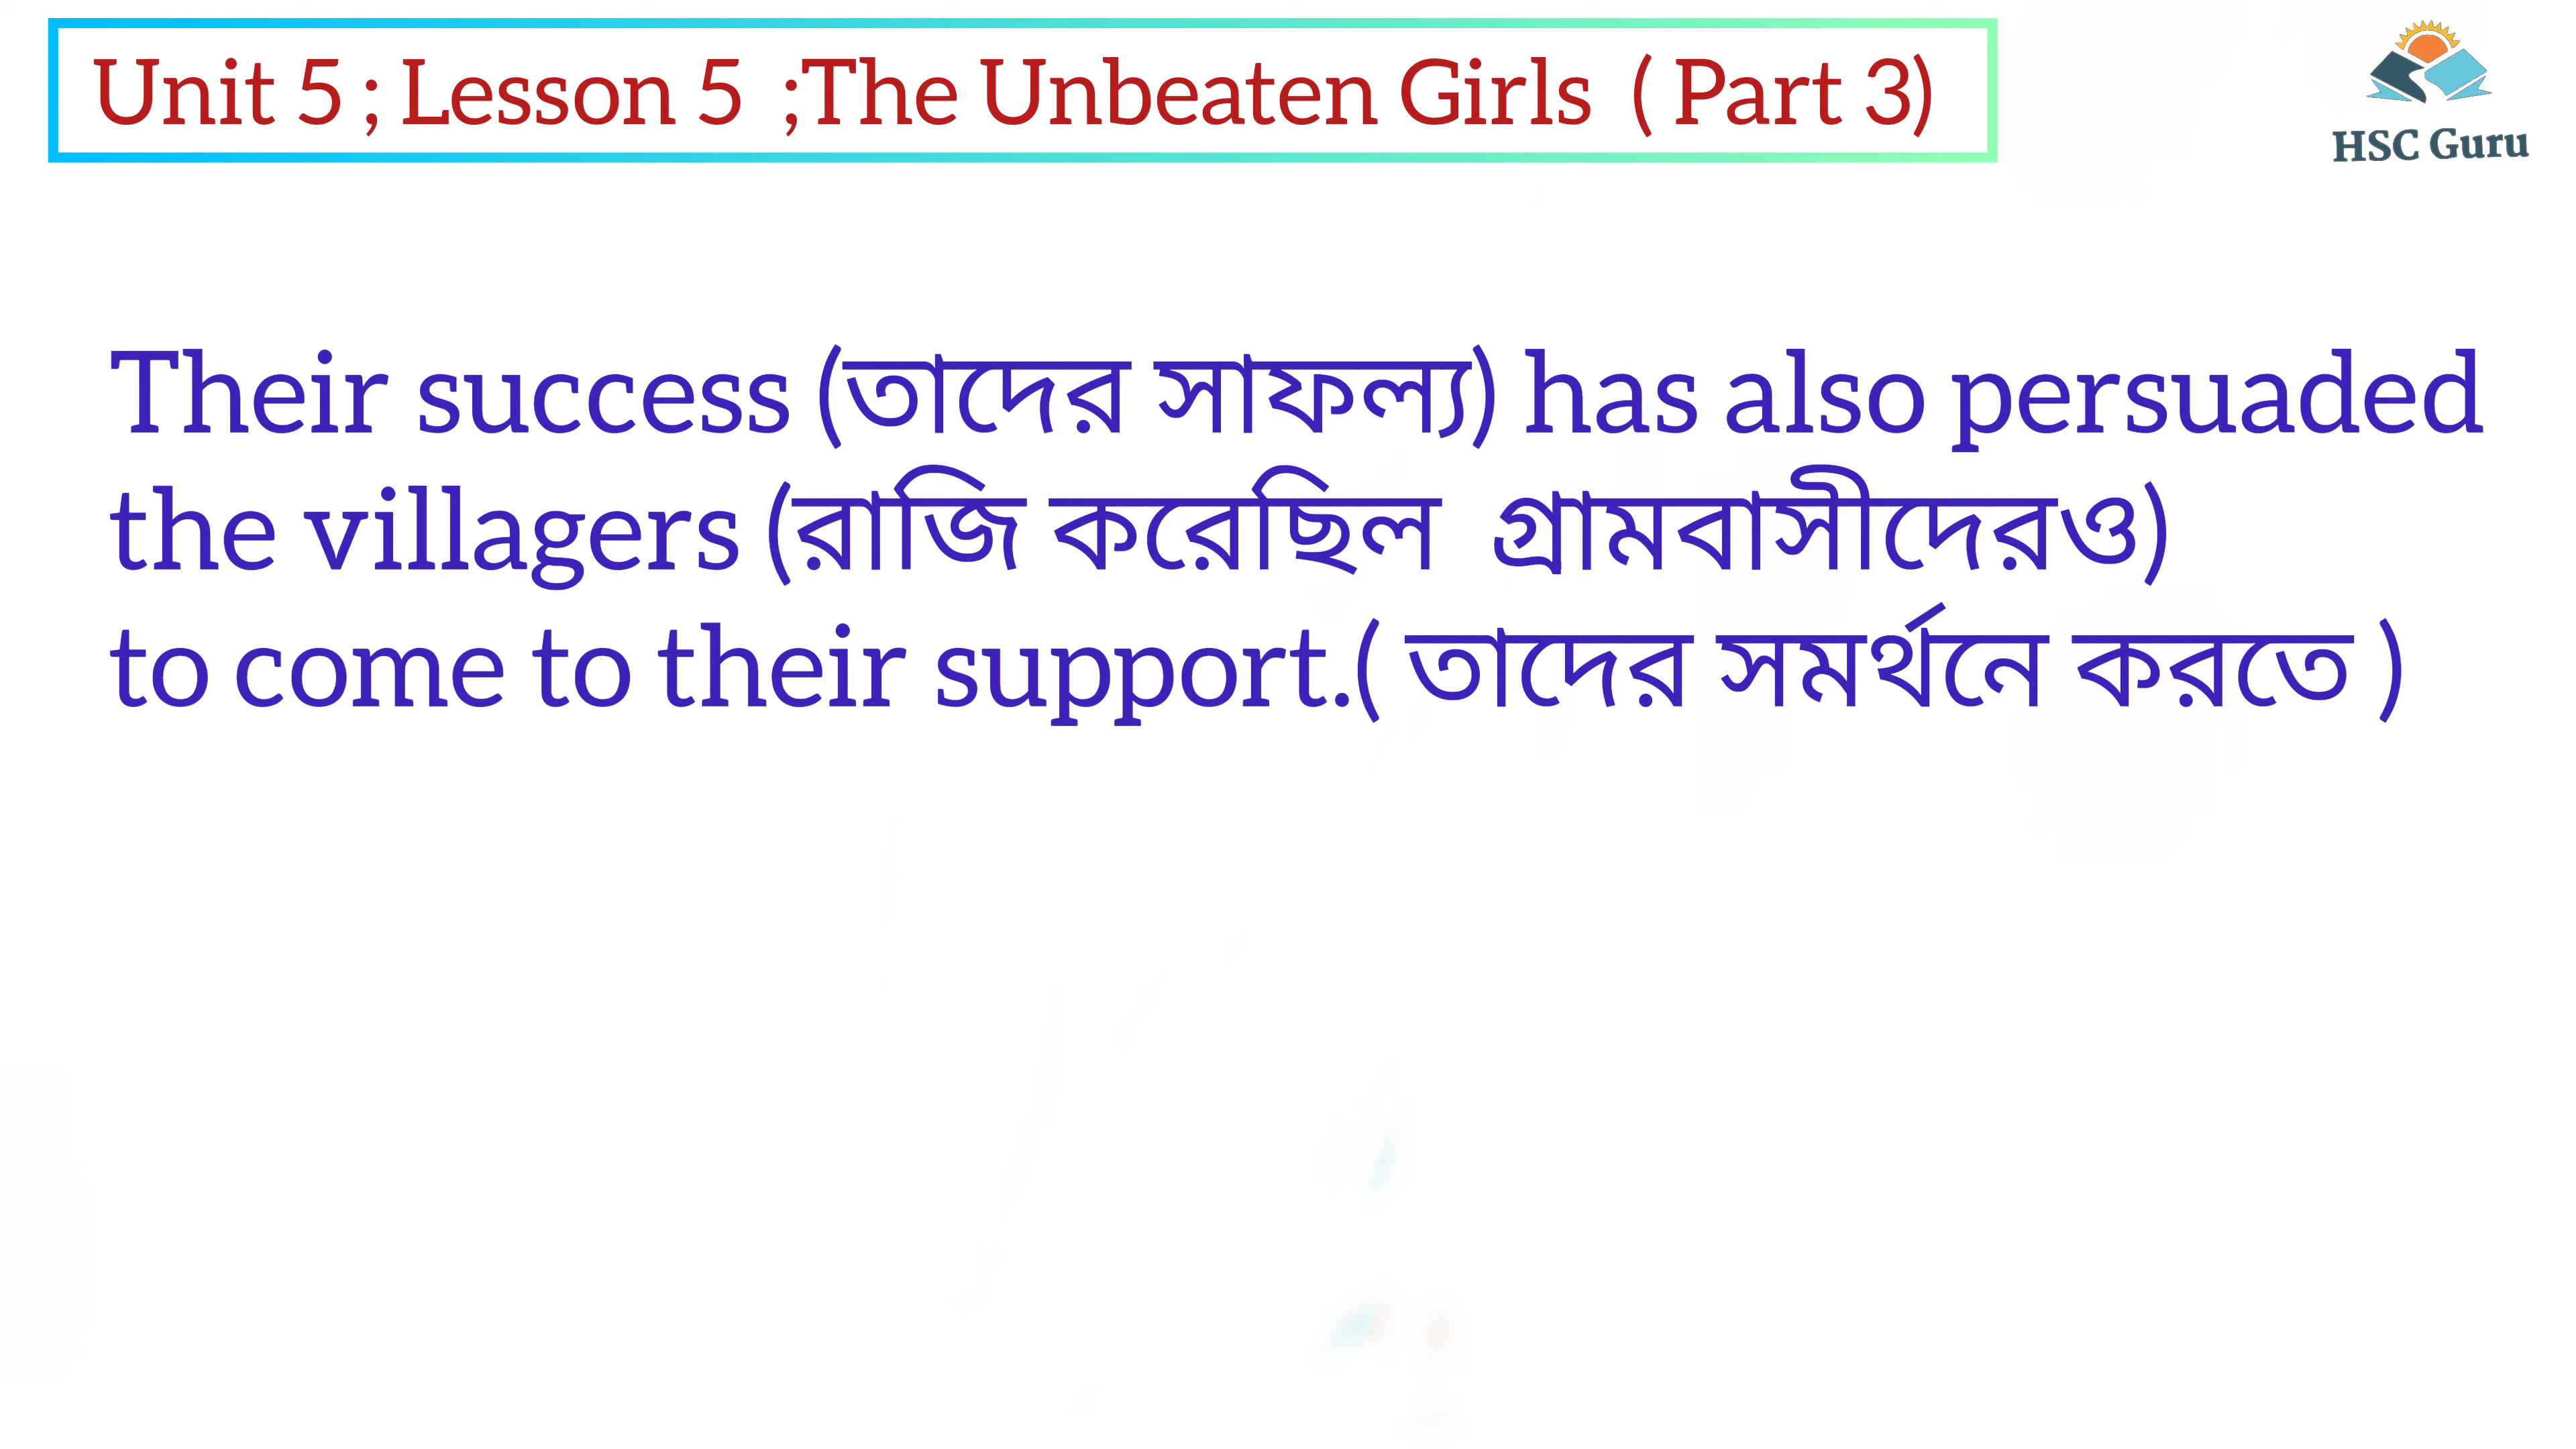 Unit 5 ; Lesson 5 ;The Unbeaten Girls ( Part 3)
HSC Guru
Their success (তাদের সাফল্য) has also persuaded
the villagers (রাজি করেছিল গ্রামবাসীদেরও)
to come to their support.( তাদের সমর্থনে করতে )